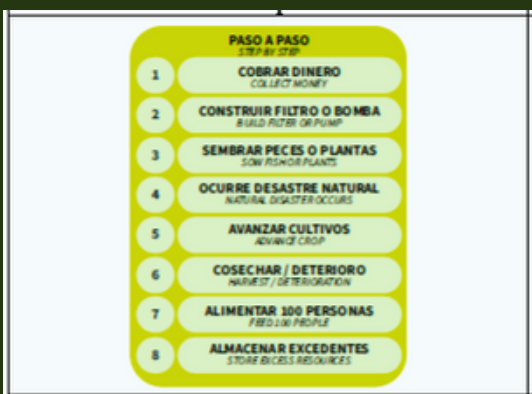 PASO A PASO
STEP BY STEP
1
COBRAR DINERO
COLLECT MONEY
2
CONSTRUIR FILTRO O BOMBA
BUILD FILTER OR PUMP
3
SEMBRAR PECES O PLANTAS
SOW FISH OR PLANTS
4
OCURRE DESASTRE NATURAL
NATURAL DISASTER OCCURS
5
AVANZAR CULTIVOS
ADVANCE CROP
6
COSECHAR / DETERIORO
HARVEST / DETERIORATION
7
ALIMENTAR 100 PERSONAS
FEED 100 PEOPLE
8
ALMACENAR EXCEDENTES
STORE EXCESS RESOURCES